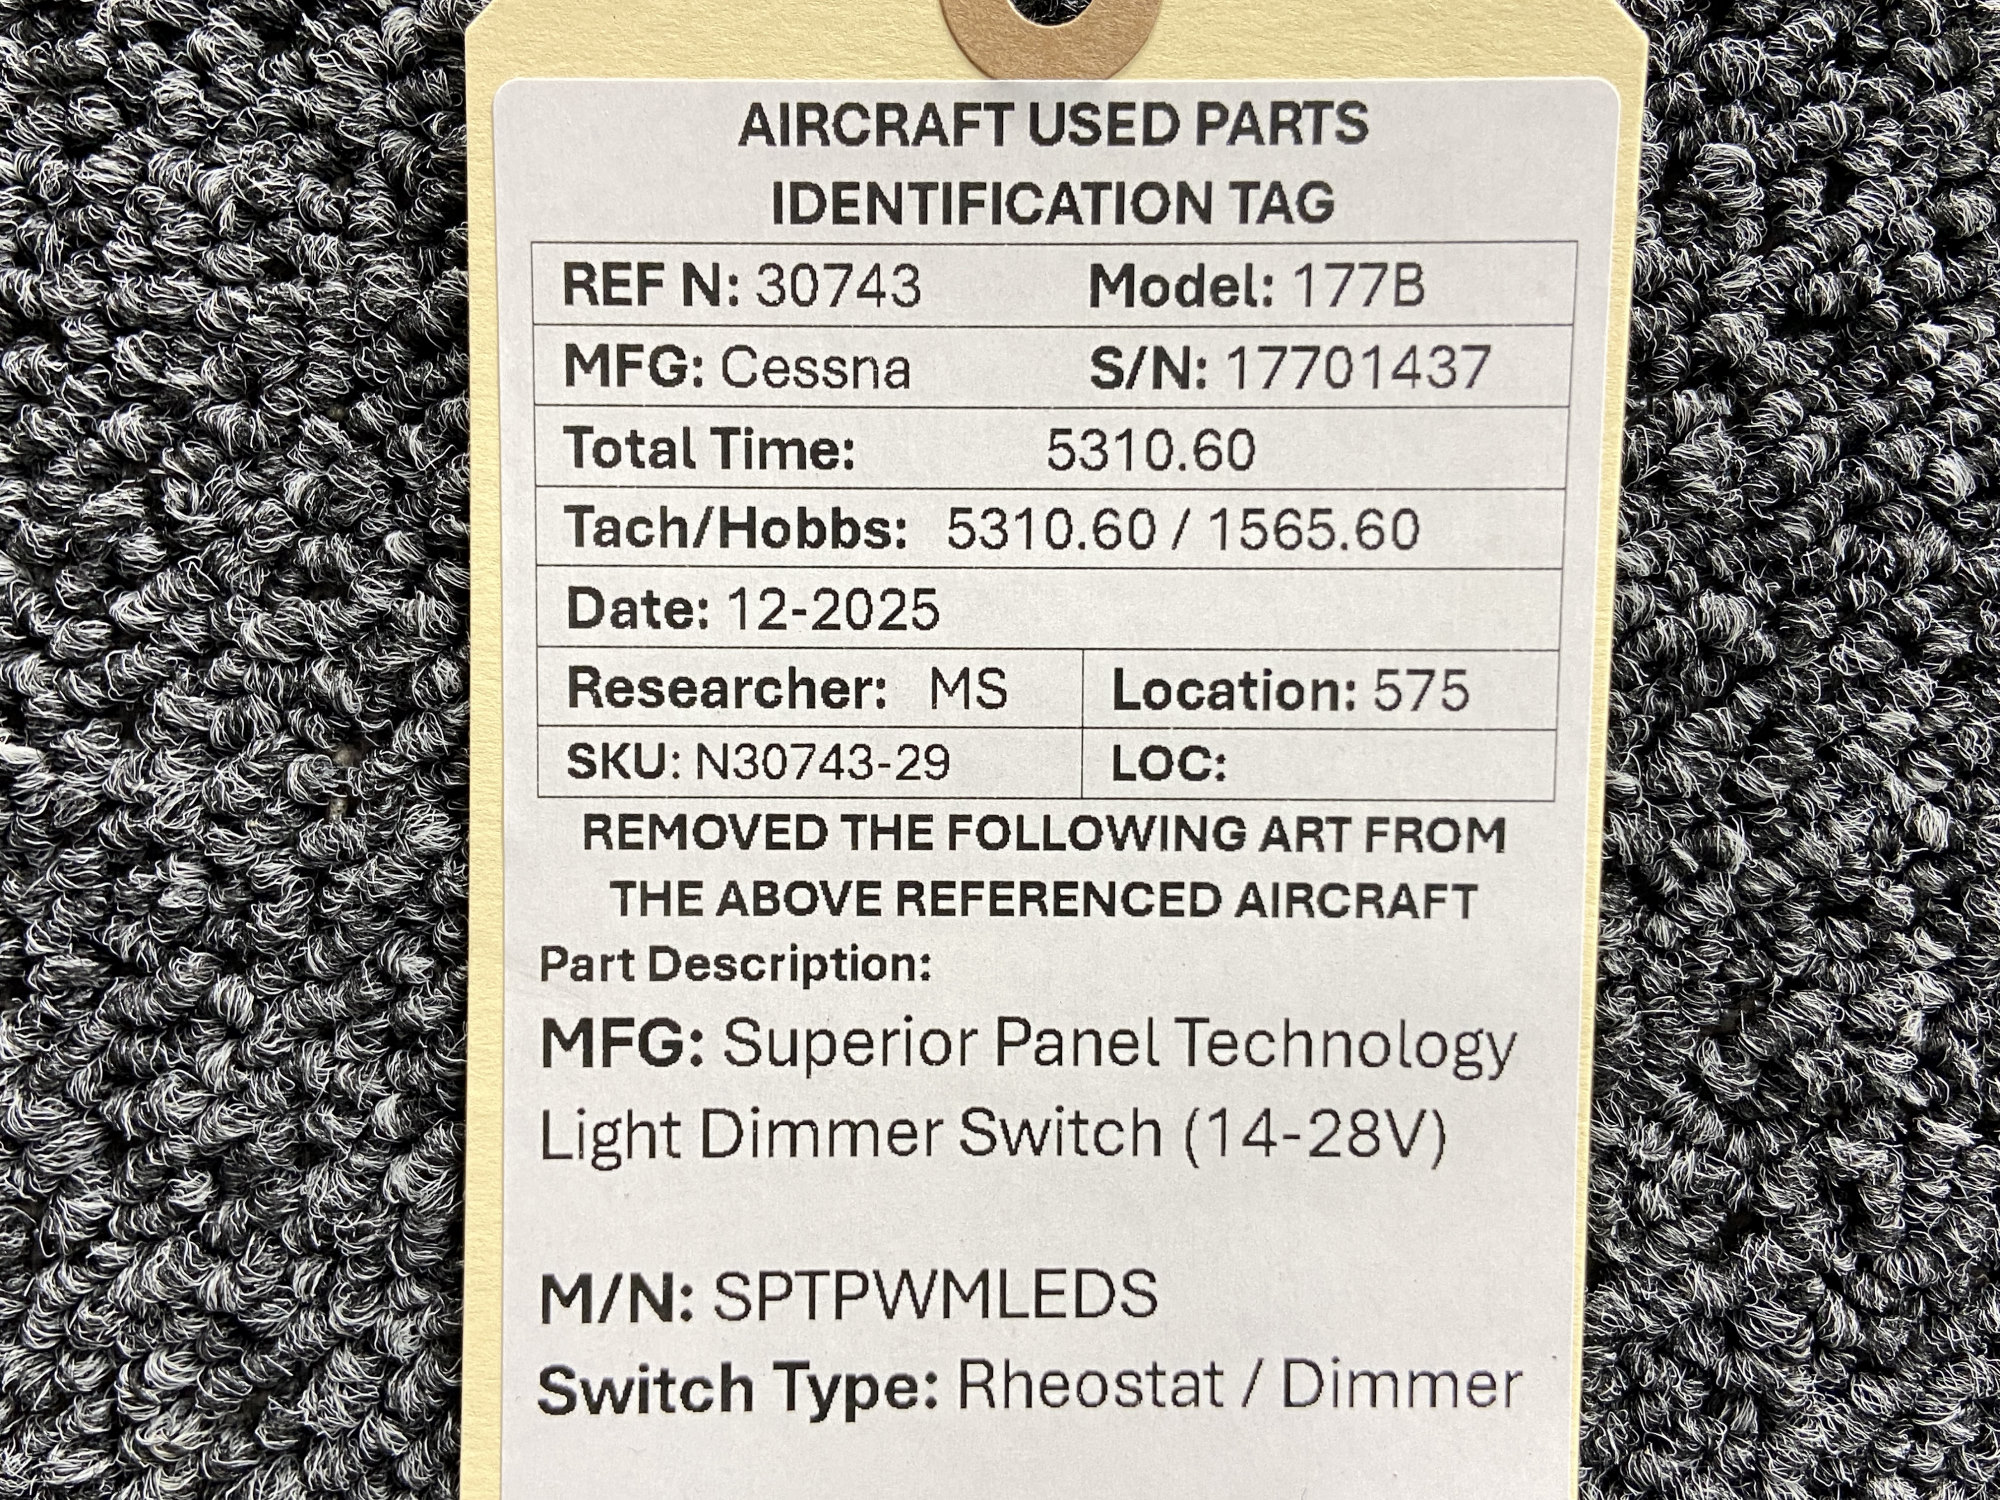 AIRCRAFT USED PARTS
IDENTIFICATION TAG
REF N: 30743 Model: 177B
MFG: Cessna S/N: 17701437
Total Time: 5310.60
Tach/Hobbs: 5310.60 / 1565.60
Date: 12-2025
Researcher: MS Location: 575
SKU: N30743-29 LOC:
REMOVED THE FOLLOWING ART FROM
THE ABOVE REFERENCED AIRCRAFT
Part Description:
MFG: Superior Panel Technology
Light Dimmer Switch (14-28V)
M/N: SPTPWMLEDS
Switch Type: Rheostat / Dimmer